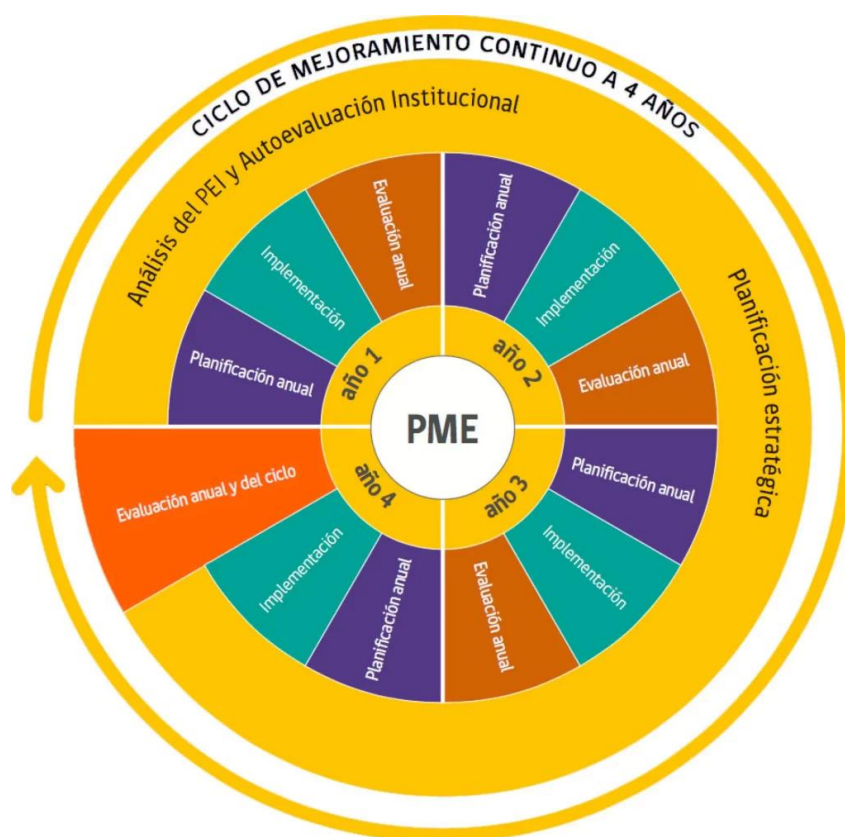 CICLO DE MEJORAMIENTO CONTINUO A 4 AÑOS
Análisis del PEI y Autoevaluación Institucional
Planificación estratégica
PME
año 1
Planificación anual
Implementación
Evaluación anual
año 2
Planificación anual
Implementación
Evaluación anual
año 3
Planificación anual
Implementación
Evaluación anual
año 4
Planificación anual
Implementación
Evaluación anual y del ciclo